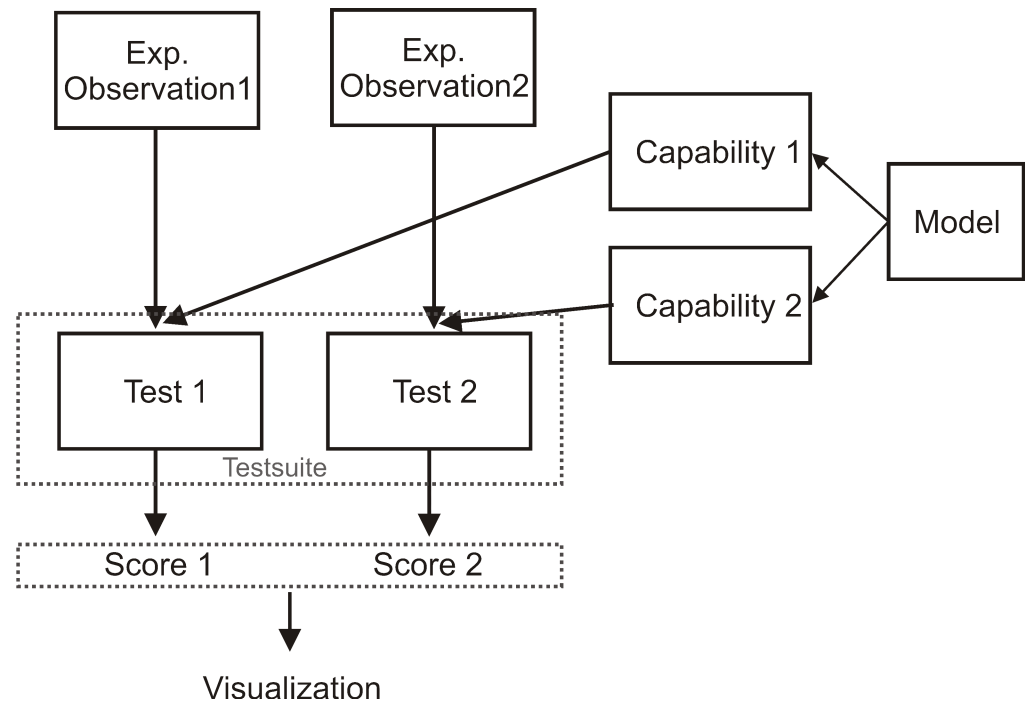 Exp.
Observation1
Exp.
Observation2
Capability 1
Model
Capability 2
Test 1
Test 2
Testsuite
Score 1
Score 2
Visualization